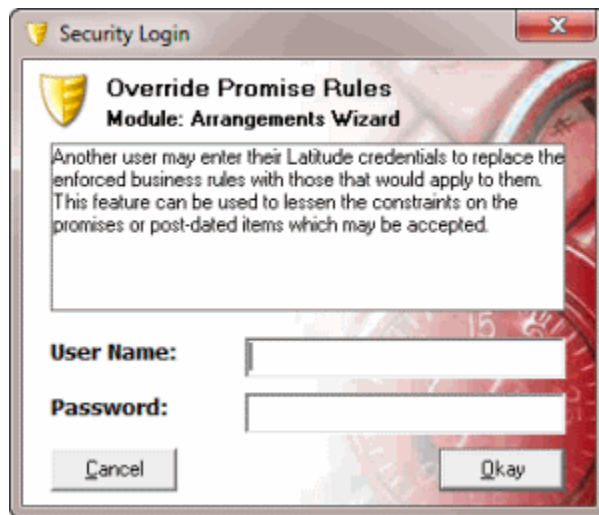 Security Login
Override Promise Rules
Module: Arrangements Wizard
Another user may enter their Latitude credentials to replace the
enforced business rules with those that would apply to them.
This feature can be used to lessen the constraints on the
promises or post-dated items which may be accepted.
User Name:
Password:
Cancel
Okay